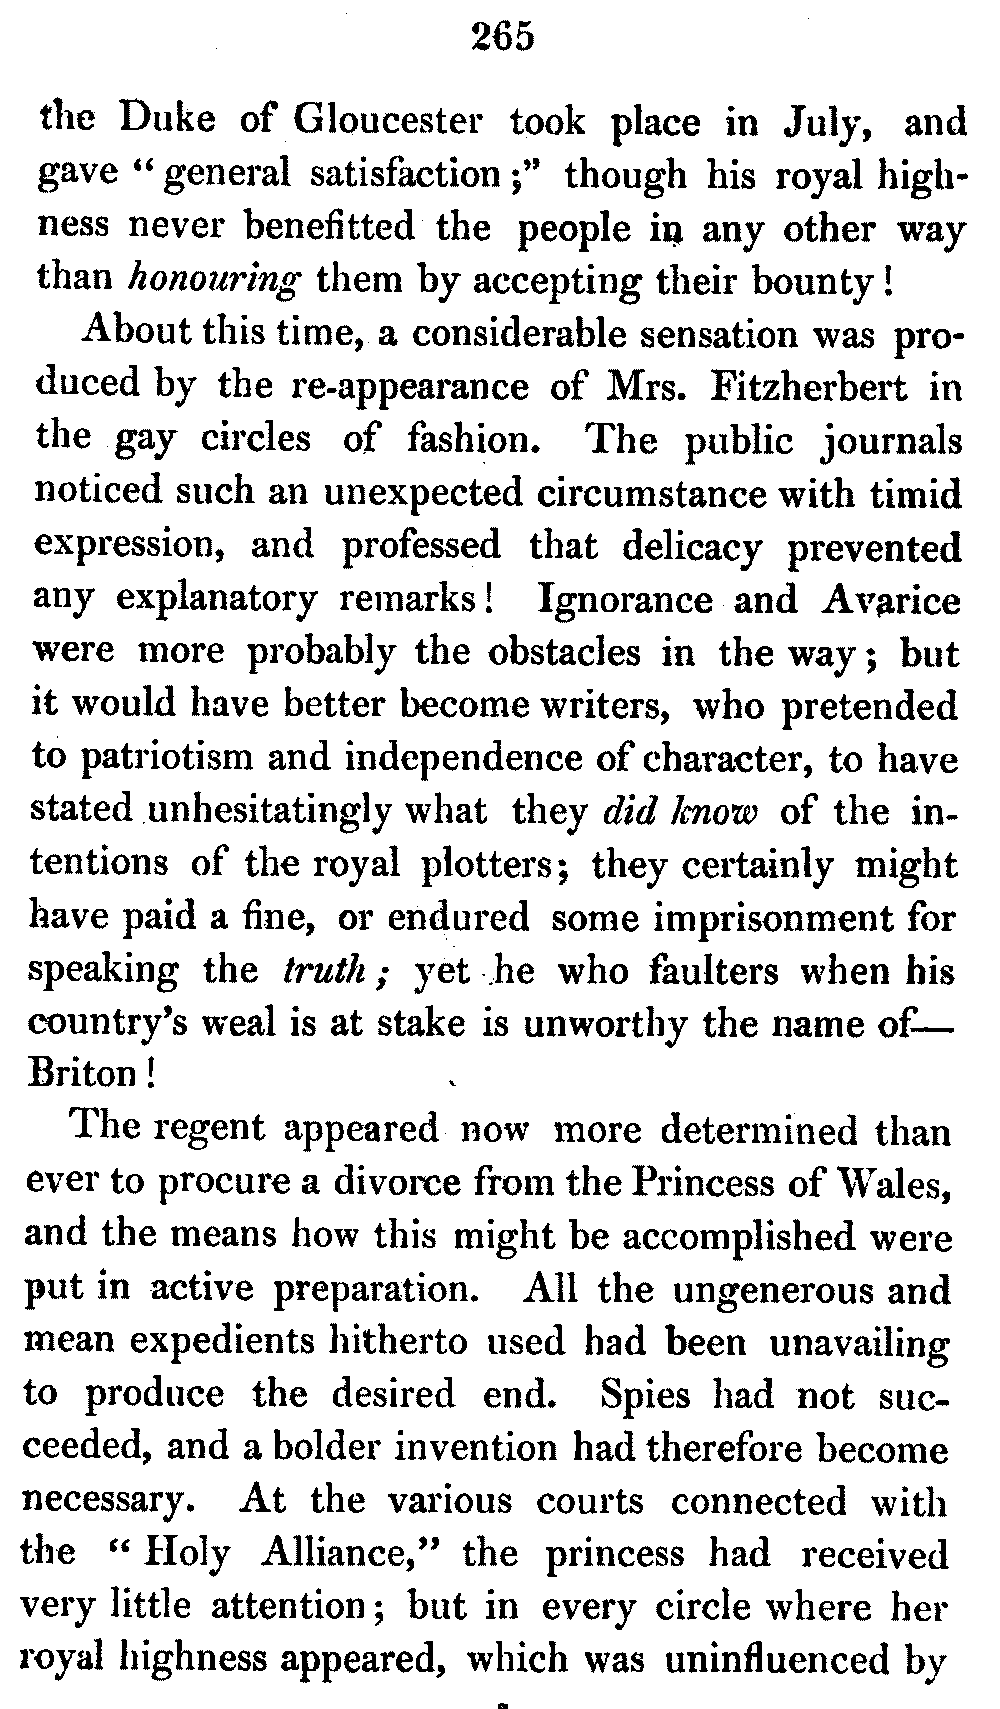 265
the Duke of Gloucester took place in July, and
gave “ general satisfaction ;” though his royal high-
ness never benefitted the people in any other way
than honouring them by accepting their bounty !
About this time, a considerable sensation was pro-
duced by the re-appearance of Mrs. Fitzherbert in
the gay circles of fashion. The public journals
noticed such an unexpected circumstance with timid
expression, and professed that delicacy prevented
any explanatory remarks ! Ignorance and Avarice
were more probably the obstacles in the way ; but
it would have better become writers, who pretended
to patriotism and independence of character, to have
stated unhesitatingly what they did know of the in-
tentions of the royal plotters ; they certainly might
have paid a fine, or endured some imprisonment for
speaking the truth ; yet he who faulters when his
country’s weal is at stake is unworthy the name of—
Briton !
The regent appeared now more determined than
ever to procure a divorce from the Princess of Wales,
and the means how this might be accomplished were
put in active preparation. All the ungenerous and
mean expedients hitherto used had been unavailing
to produce the desired end. Spies had not suc-
ceeded, and a bolder invention had therefore become
necessary. At the various courts connected with
the “ Holy Alliance,” the princess had received
very little attention ; but in every circle where her
royal highness appeared, which was uninfluenced by